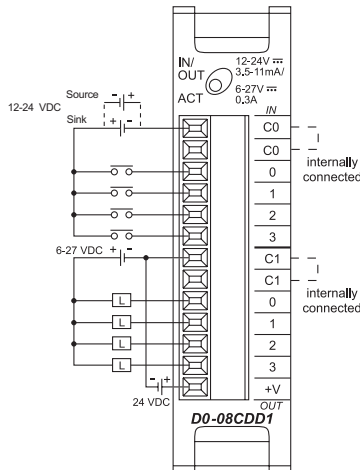 IN/
OUT
12-24V ⎓
3.5-11mA/
ACT
6-27V ⎓
0.3A
IN
Source
- +
12-24 VDC
Sink
+ -
C0
C0
internally
connected
0
1
2
3
6-27 VDC
+ -
C1
C1
internally
connected
L
0
L
1
L
2
L
3
- +
24 VDC
+V
OUT
D0-08CDD1